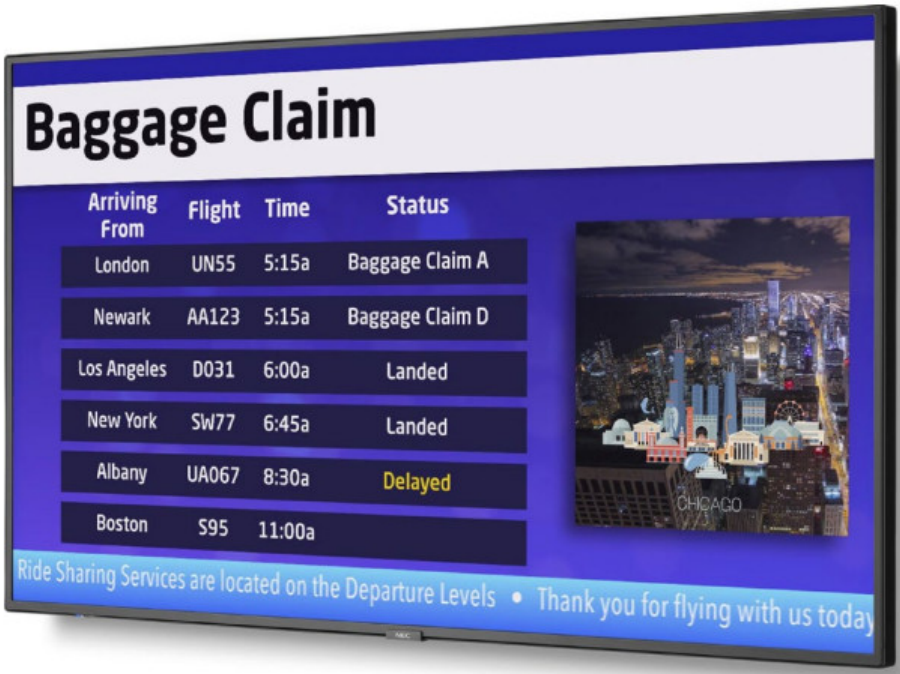 Baggage Claim
Arriving From Flight Time Status
London UN55 5:15a Baggage Claim A
Newark AA123 5:15a Baggage Claim D
Los Angeles D031 6:00a Landed
New York SW77 6:45a Landed
Albany UA067 8:30a Delayed
Boston S95 11:00a
CHICAGO
Ride Sharing Services are located on the Departure Levels • Thank you for flying with us today
NEC